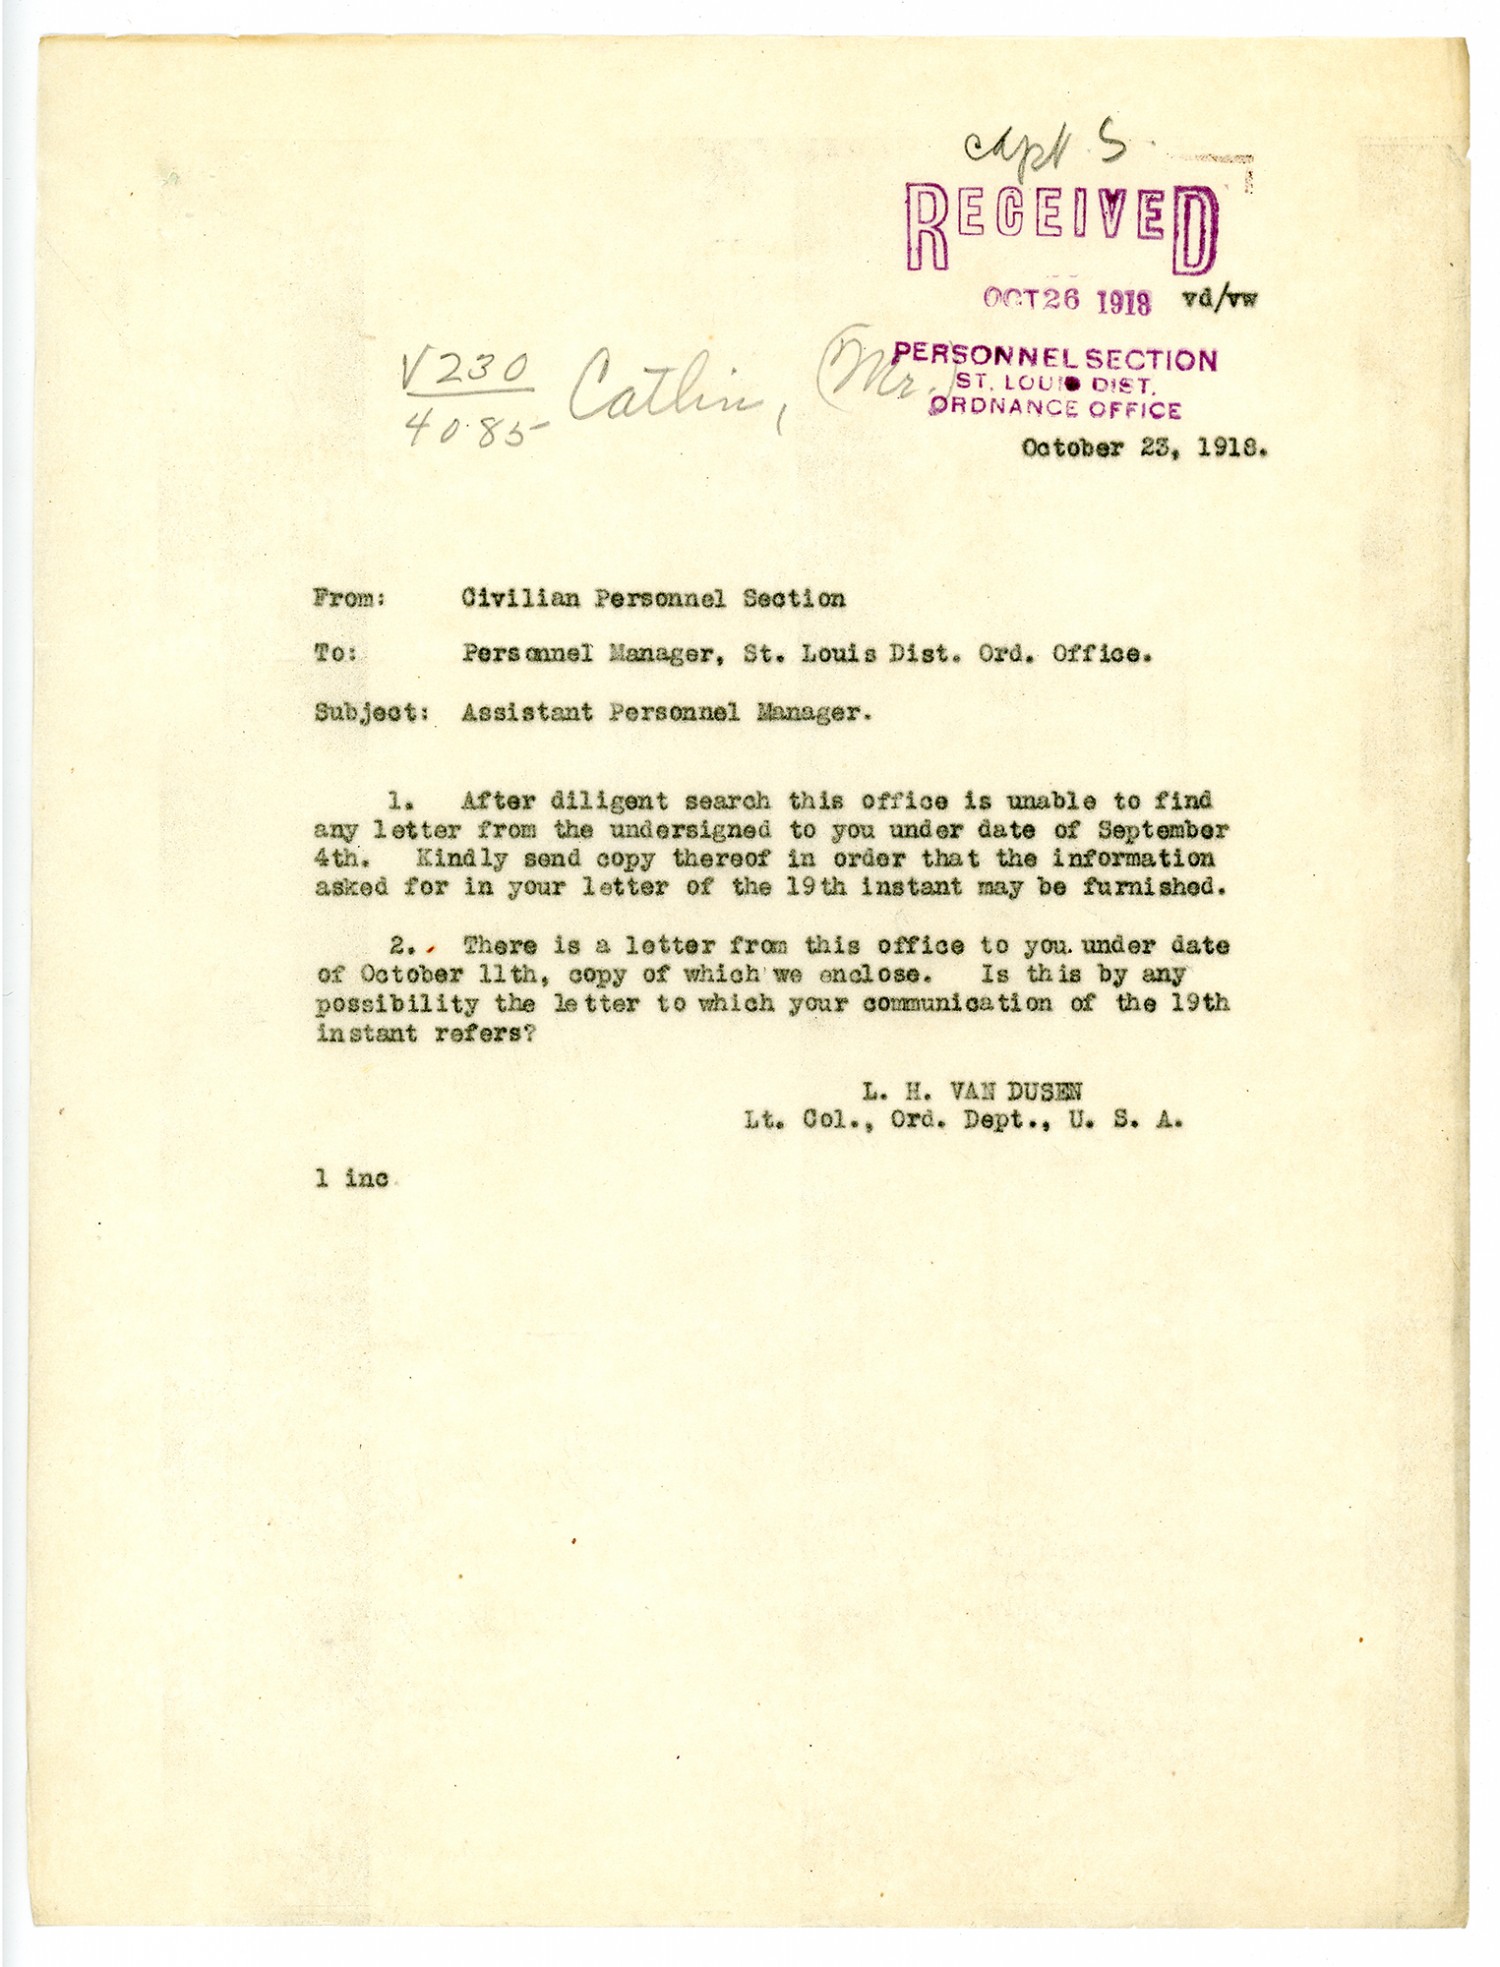 Capt S.
RECEIVED
OCT 26 1918 vd/vw
V230
4085
Catlin, (Mr.)
PERSONNEL SECTION
ST. LOUIS DIST.
ORDNANCE OFFICE
October 23, 1918.
From: Civilian Personnel Section
To: Personnel Manager, St. Louis Dist. Ord. Office.
Subject: Assistant Personnel Manager.
1. After diligent search this office is unable to find
any letter from the undersigned to you under date of September
4th. Kindly send copy thereof in order that the information
asked for in your letter of the 19th instant may be furnished.
2. There is a letter from this office to you under date
of October 11th, copy of which we enclose. Is this by any
possibility the letter to which your communication of the 19th
instant refers?
L. H. VAN DUSEN
Lt. Col., Ord. Dept., U. S. A.
1 inc